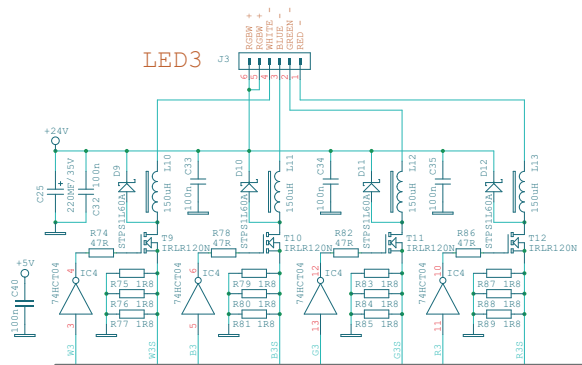 RGBW +
RGBW +
WHITE -
BLUE -
GREEN -
RED -
LED3
J3
6
5
4
3
2
1
+24V
C25
220MF/35V
C32
100n
D9
STPS1L60A
L10
150uH
C33
100n
D10
STPS1L60A
L11
150uH
C34
100n
D11
STPS1L60A
L12
150uH
C35
100n
D12
STPS1L60A
L13
150uH
R74
47R
T9
IRLR120N
R78
47R
T10
IRLR120N
R82
47R
T11
IRLR120N
R86
47R
T12
IRLR120N
+5V
C40
100n
74HCT04
4
IC4
3
R75 1R8
R76 1R8
R77 1R8
74HCT04
6
IC4
5
R79 1R8
R80 1R8
R81 1R8
74HCT04
12
IC4
13
R83 1R8
R84 1R8
R85 1R8
74HCT04
10
IC4
11
R87 1R8
R88 1R8
R89 1R8
W3
W3S
B3
B3S
G3
G3S
R3
R3S